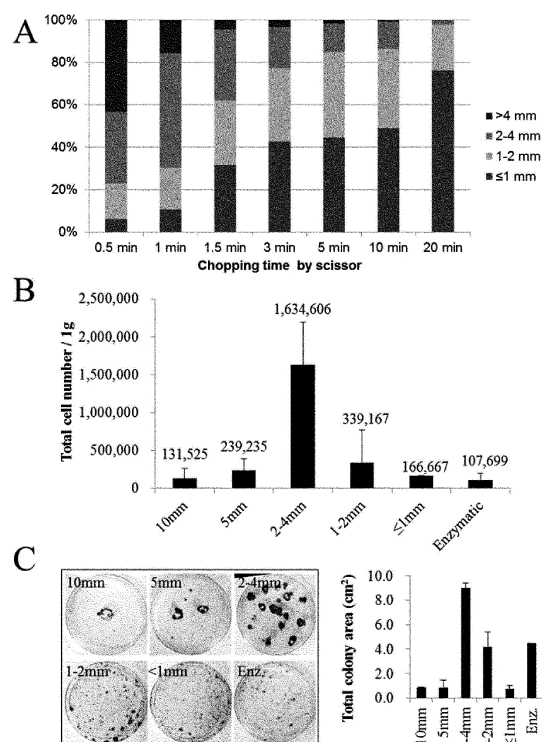 A
100%
80%
60%
40%
20%
0%
0.5 min 1 min 1.5 min 3 min 5 min 10 min 20 min
Chopping time by scissor
>4 mm
2-4 mm
1-2 mm
≤1 mm
B
Total cell number / 1g
2,500,000
2,000,000
1,500,000
1,000,000
500,000
0
131,525
239,235
1,634,606
339,167
166,667
107,699
10mm
5mm
2-4mm
1-2mm
≤1mm
Enzymatic
C
10mm 5mm 2-4mm
1-2mm <1mm Enz.
Total colony area (cm²)
10.0
8.0
6.0
4.0
2.0
0.0
10mm
5mm
-4mm
-2mm
≤1mm
Enz.